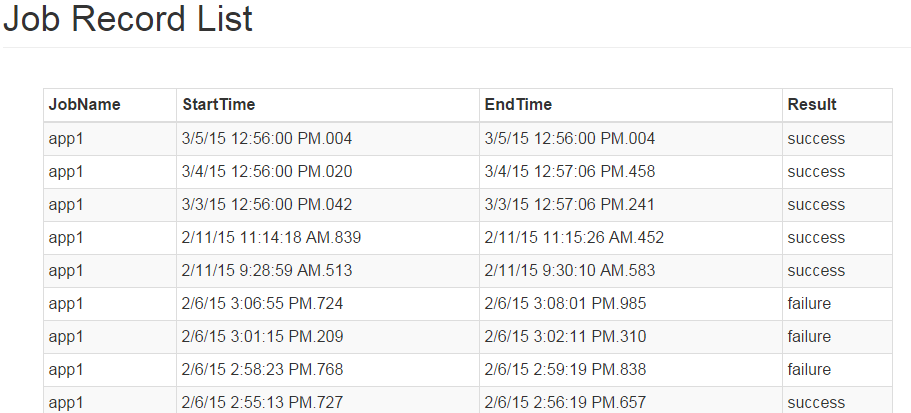 Job Record List
JobName StartTime EndTime Result
app1 3/5/15 12:56:00 PM.004 3/5/15 12:56:00 PM.004 success
app1 3/4/15 12:56:00 PM.020 3/4/15 12:57:06 PM.458 success
app1 3/3/15 12:56:00 PM.042 3/3/15 12:57:06 PM.241 success
app1 2/11/15 11:14:18 AM.839 2/11/15 11:15:26 AM.452 success
app1 2/11/15 9:28:59 AM.513 2/11/15 9:30:10 AM.583 success
app1 2/6/15 3:06:55 PM.724 2/6/15 3:08:01 PM.985 failure
app1 2/6/15 3:01:15 PM.209 2/6/15 3:02:11 PM.310 failure
app1 2/6/15 2:58:23 PM.768 2/6/15 2:59:19 PM.838 failure
app1 2/6/15 2:55:13 PM.727 2/6/15 2:56:19 PM.657 success